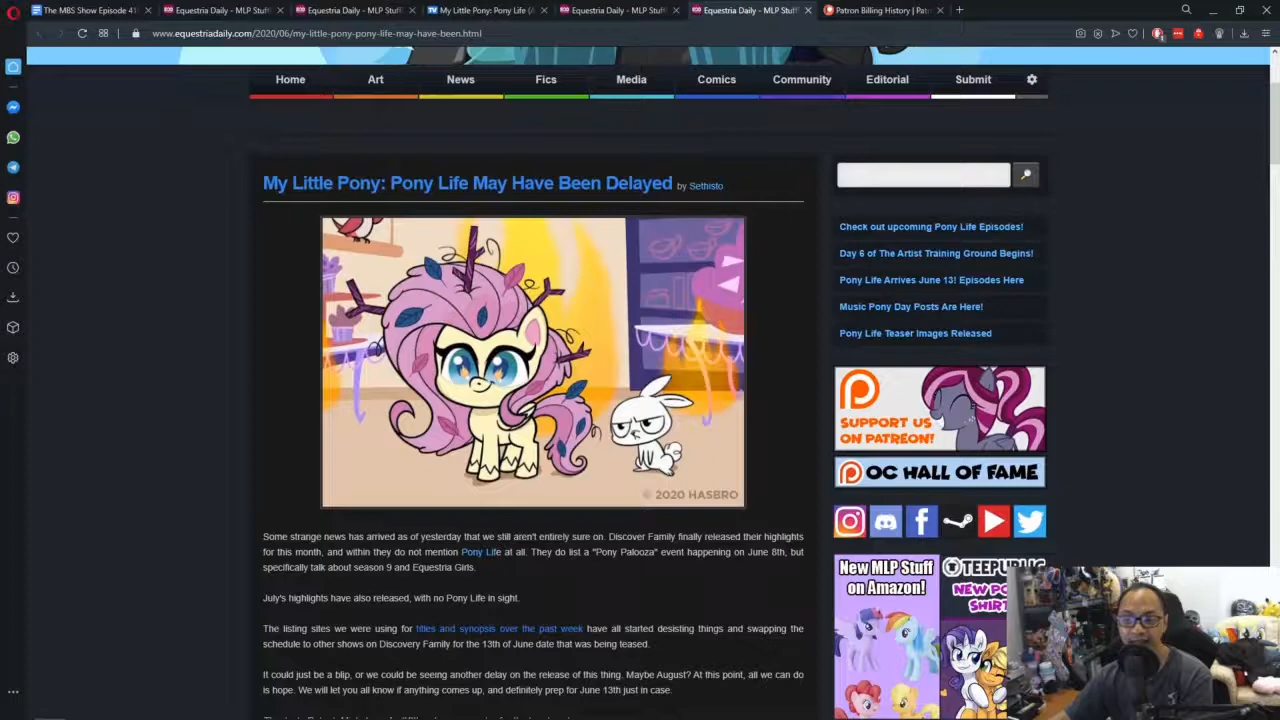 The MBS Show Episode 41
Equestria Daily - MLP Stuf
Equestria Daily - MLP Stuf
My Little Pony: Pony Life (
Equestria Daily - MLP Stuf
Equestria Daily - MLP Stuf
Patron Billing History | Pat
www.equestriadaily.com/2020/06/my-little-pony-pony-life-may-have-been.html
Home Art News Fics Media Comics Community Editorial Submit
My Little Pony: Pony Life May Have Been Delayed by Sethisto
© 2020 HASBRO
Some strange news has arrived as of yesterday that we still aren't entirely sure on. Discover Family finally released their highlights
for this month, and within they do not mention Pony Life at all. They do list a "Pony Palooza" event happening on June 8th, but
specifically talk about season 9 and Equestria Girls.
July's highlights have also released, with no Pony Life in sight.
The listing sites we were using for titles and synopsis over the past week have all started desisting things and swapping the
schedule to other shows on Discovery Family for the 13th of June date that was being teased.
It could just be a blip, or we could be seeing another delay on the release of this thing. Maybe August? At this point, all we can do
is hope. We will let you all know if anything comes up, and definitely prep for June 13th just in case.
Check out upcoming Pony Life Episodes!
Day 6 of The Artist Training Ground Begins!
Pony Life Arrives June 13! Episodes Here
Music Pony Day Posts Are Here!
Pony Life Teaser Images Released
SUPPORT US
ON PATREON!
OC HALL OF FAME
New MLP Stuff
on Amazon!
TEEPUBLIC